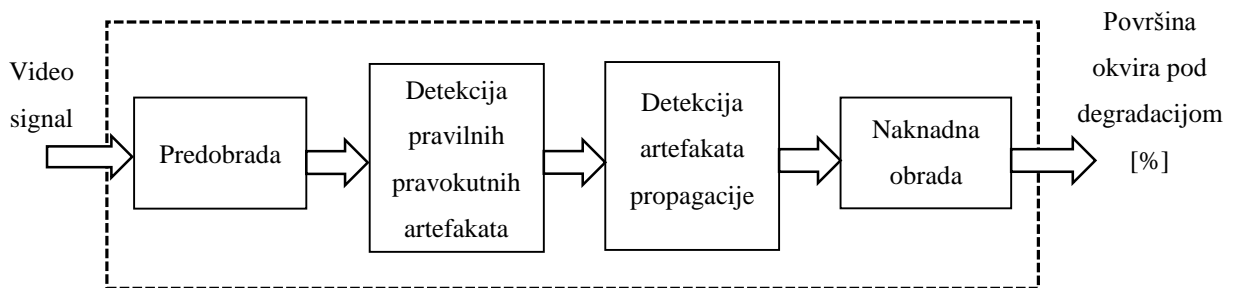 Video
signal
Predobrada
Detekcija
pravilnih
pravokutnih
artefakata
Detekcija
artefakata
propagacije
Naknadna
obrada
Površina
okvira pod
degradacijom
[%]